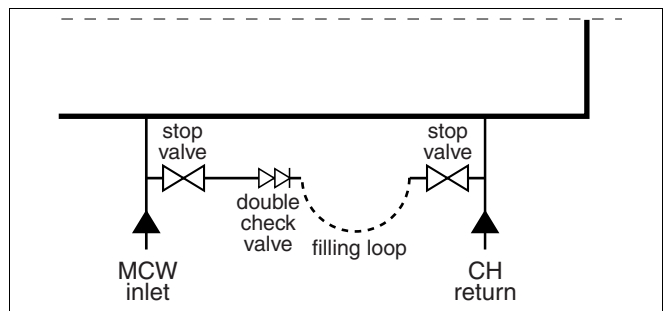 stop
valve
stop
valve
double
check
valve
filling loop
MCW
inlet
CH
return